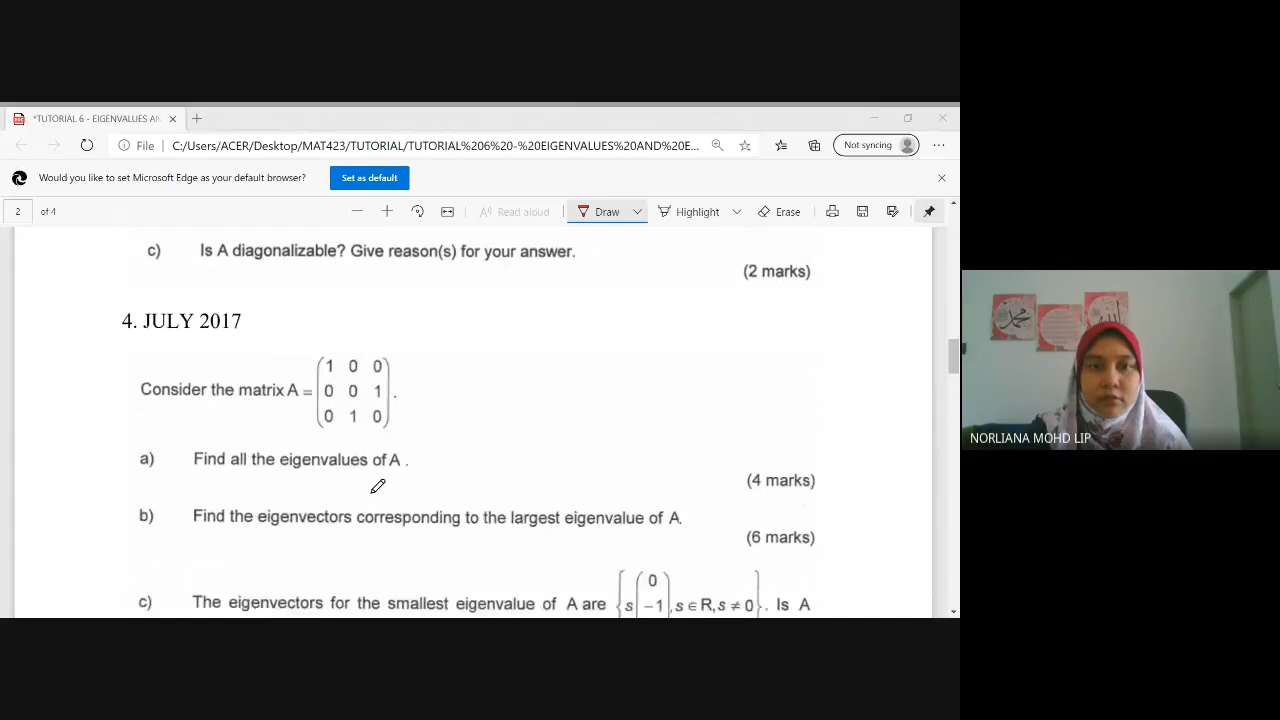 *TUTORIAL 6 - EIGENVALUES AN
File
C:/Users/ACER/Desktop/MAT423/TUTORIAL/TUTORIAL%206%20-%20EIGENVALUES%20AND%20E...
Not syncing
Would you like to set Microsoft Edge as your default browser?
Set as default
2 of 4
Read aloud
Draw
Highlight
Erase
c) Is A diagonalizable? Give reason(s) for your answer.
(2 marks)
4. JULY 2017
1 0 0
Consider the matrix A = 0 0 1 .
0 1 0
a) Find all the eigenvalues of A .
(4 marks)
b) Find the eigenvectors corresponding to the largest eigenvalue of A.
(6 marks)
0
c) The eigenvectors for the smallest eigenvalue of A are { s ( −1 ) , s ∈ R, s ≠ 0 } . Is A
NORLIANA MOHD LIP